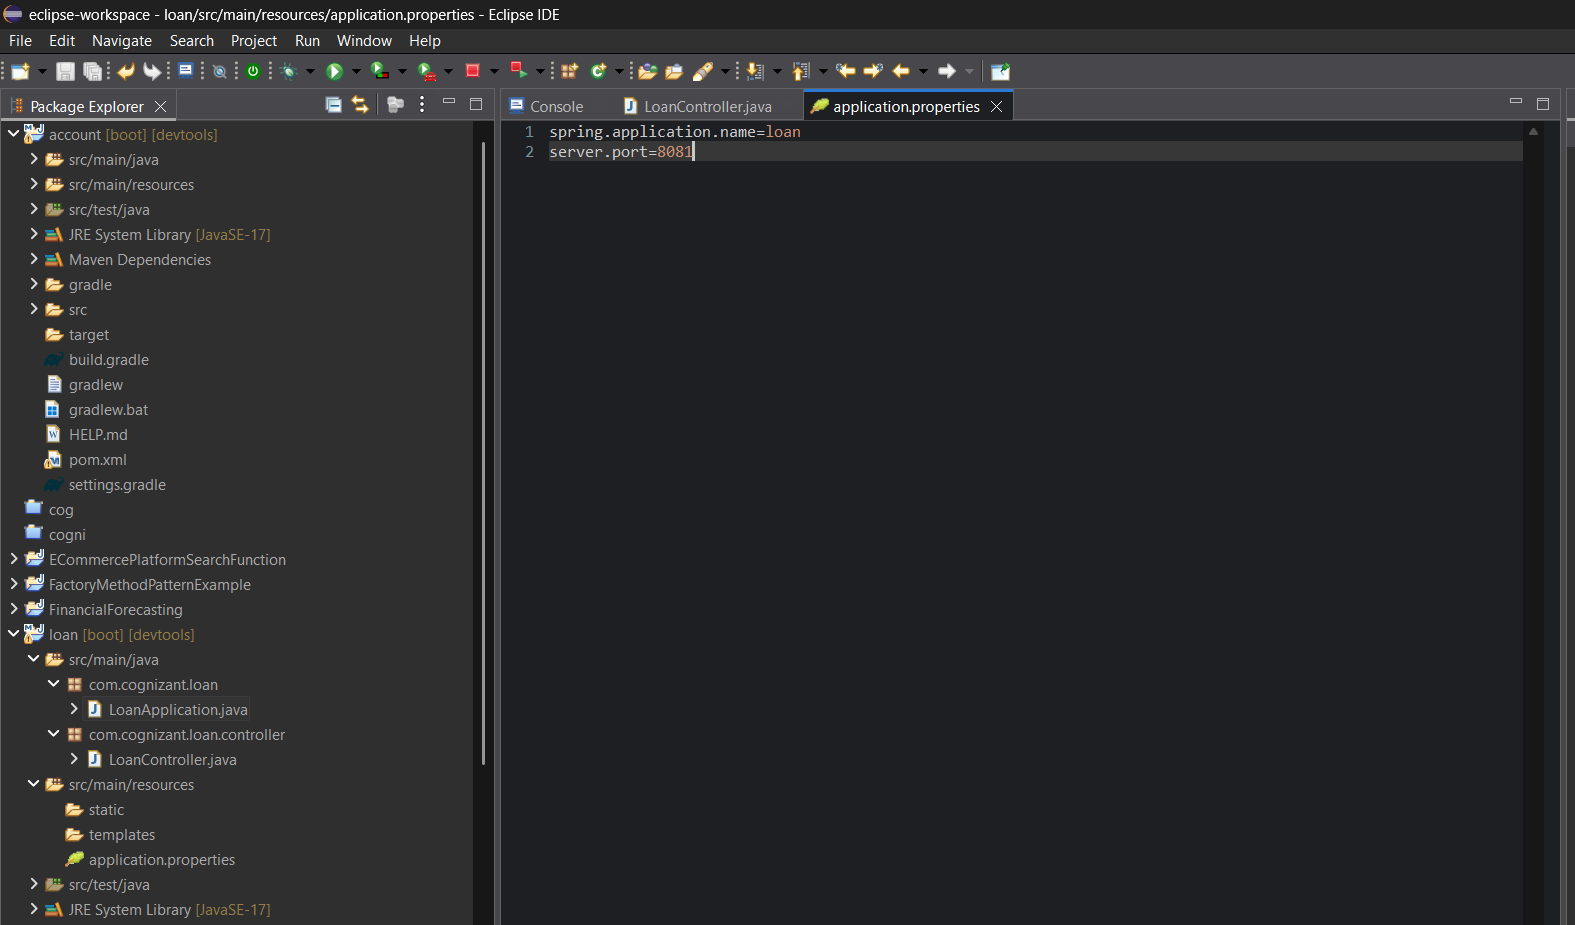 eclipse-workspace - loan/src/main/resources/application.properties - Eclipse IDE
File Edit Navigate Search Project Run Window Help
Package Explorer
Console LoanController.java application.properties
account [boot] [devtools]
src/main/java
src/main/resources
src/test/java
JRE System Library [JavaSE-17]
Maven Dependencies
gradle
src
target
build.gradle
gradlew
gradlew.bat
HELP.md
pom.xml
settings.gradle
cog
cogni
ECommercePlatformSearchFunction
FactoryMethodPatternExample
FinancialForecasting
loan [boot] [devtools]
src/main/java
com.cognizant.loan
LoanApplication.java
com.cognizant.loan.controller
LoanController.java
src/main/resources
static
templates
application.properties
src/test/java
JRE System Library [JavaSE-17]
1 spring.application.name=loan
2 server.port=8081